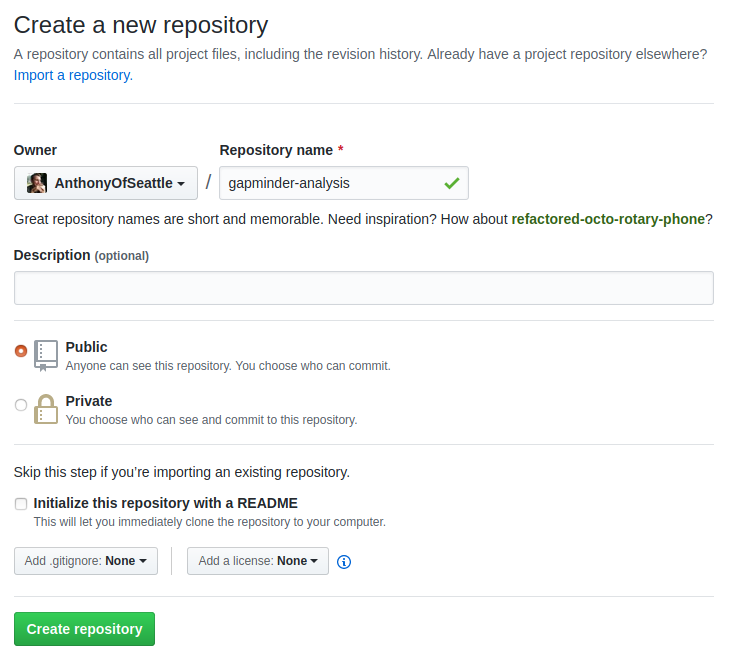 Create a new repository
A repository contains all project files, including the revision history. Already have a project repository elsewhere?
Import a repository.
Owner
Repository name *
AnthonyOfSeattle
/
gapminder-analysis
Great repository names are short and memorable. Need inspiration? How about refactored-octo-rotary-phone?
Description (optional)
Public
Anyone can see this repository. You choose who can commit.
Private
You choose who can see and commit to this repository.
Skip this step if you’re importing an existing repository.
Initialize this repository with a README
This will let you immediately clone the repository to your computer.
Add .gitignore: None
Add a license: None
Create repository